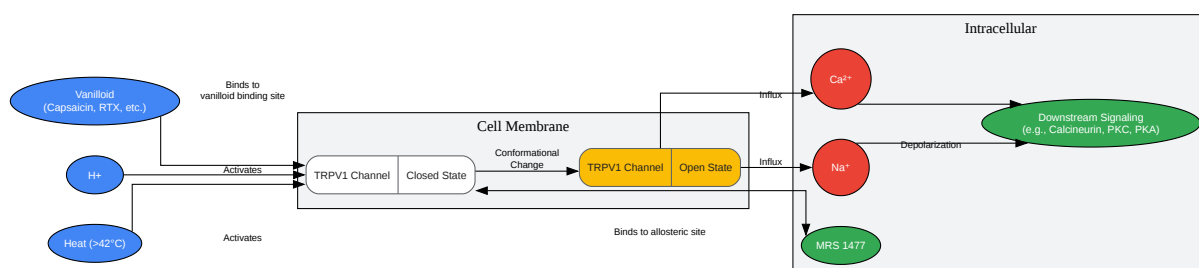 Intracellular
Vanilloid
(Capsaicin, RTX, etc.)
Binds to
vanilloid binding site
Ca²⁺
Influx
Downstream Signaling
(e.g., Calcineurin, PKC, PKA)
Cell Membrane
Depolarization
H+
Activates
TRPV1 Channel
Closed State
Conformational
Change
TRPV1 Channel
Open State
Influx
Na⁺
Heat (>42°C)
Activates
Binds to allosteric site
MRS 1477